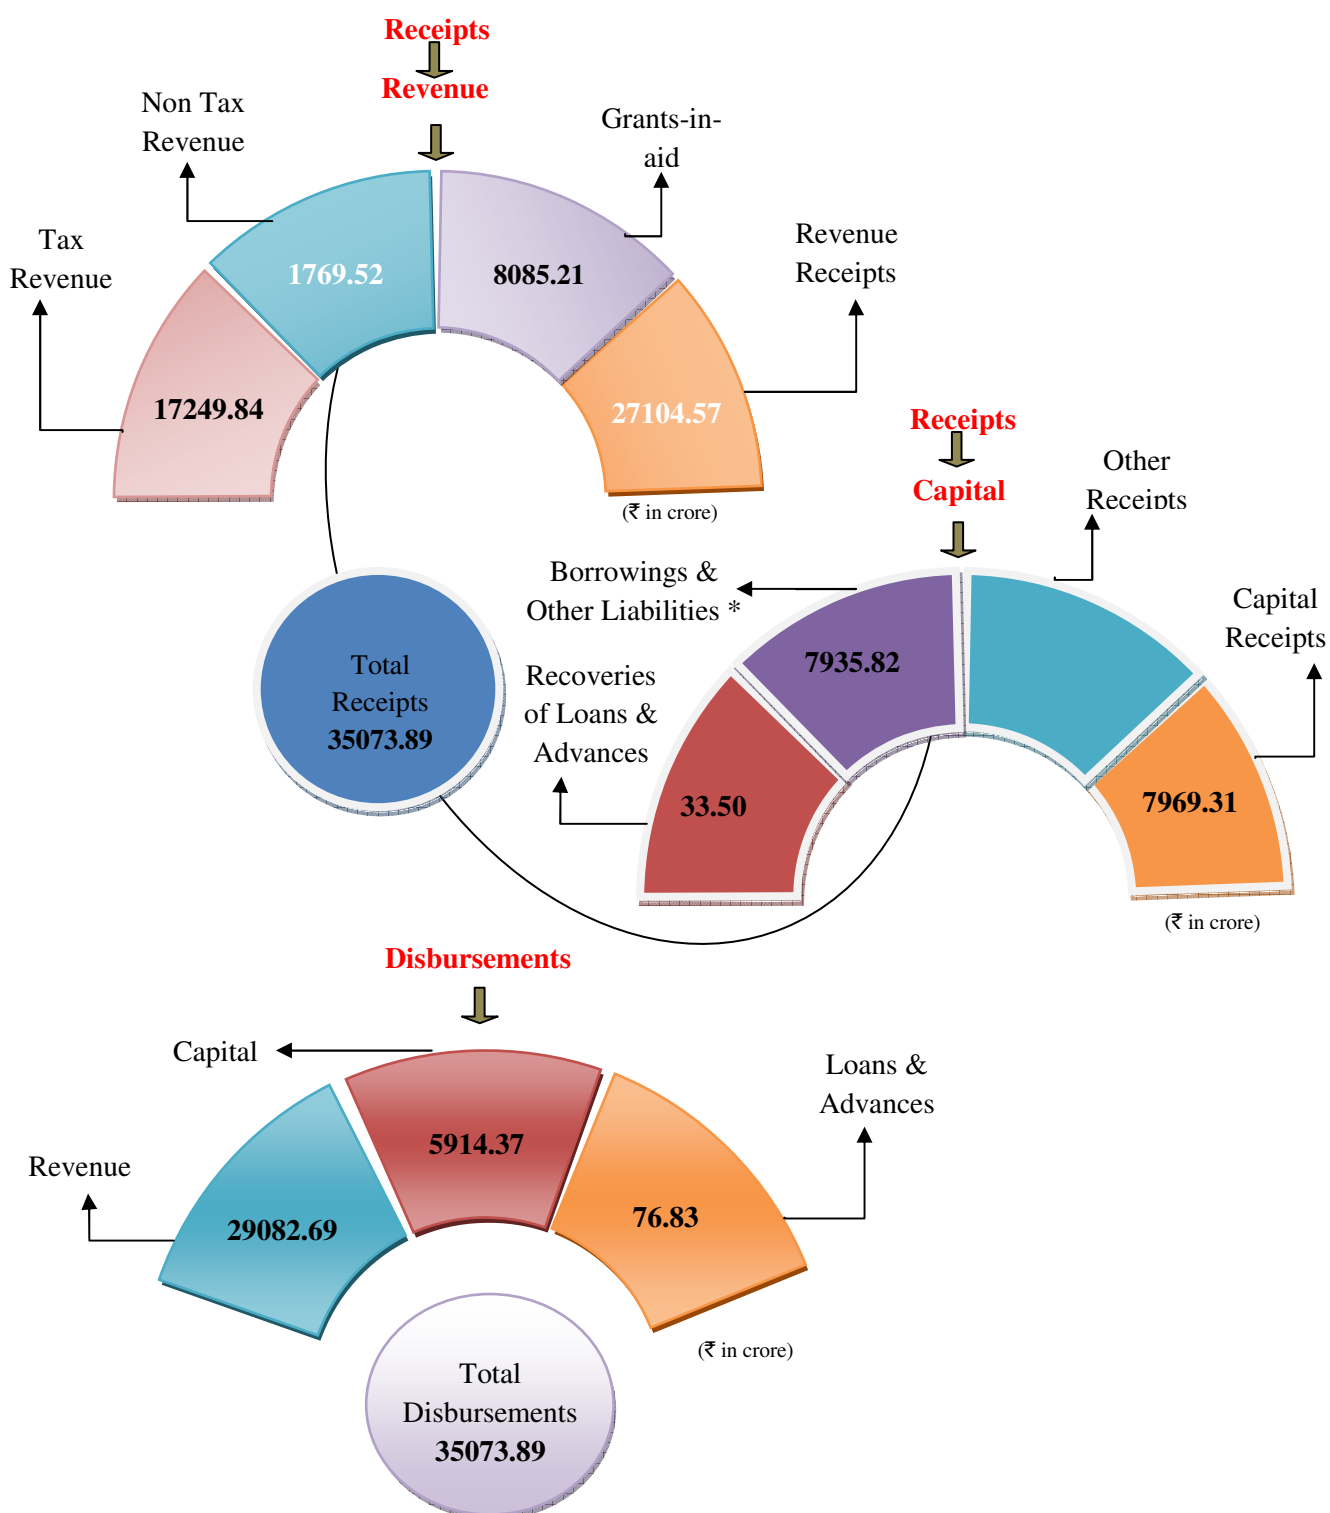 Receipts
Revenue
Non Tax
Revenue
Grants-in-
aid
Tax
Revenue
Revenue
Receipts
1769.52
8085.21
17249.84
27104.57
(₹ in crore)
Receipts
Capital
Other
Receipts
Borrowings &
Other Liabilities *
Capital
Receipts
Recoveries
of Loans &
Advances
7935.82
33.50
7969.31
(₹ in crore)
Total
Receipts
35073.89
Disbursements
Capital
Loans &
Advances
Revenue
5914.37
29082.69
76.83
(₹ in crore)
Total
Disbursements
35073.89